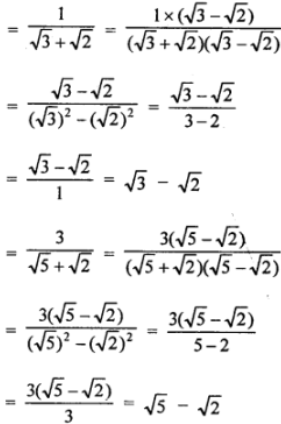 = 1/(√3+√2) = 1×(√3−√2)/((√3+√2)(√3−√2))
= (√3−√2)/((√3)²−(√2)²) = (√3−√2)/(3−2)
= (√3−√2)/1 = √3 − √2
= 3/(√5+√2) = 3(√5−√2)/((√5+√2)(√5−√2))
= 3(√5−√2)/((√5)²−(√2)²) = 3(√5−√2)/(5−2)
= 3(√5−√2)/3 = √5 − √2